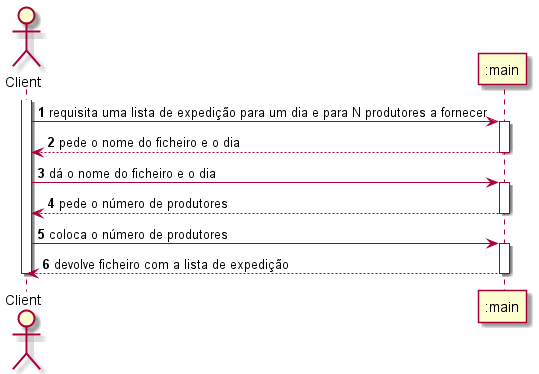 Client
:main
1 requisita uma lista de expedição para um dia e para N produtores a fornecer
2 pede o nome do ficheiro e o dia
3 dá o nome do ficheiro e o dia
4 pede o número de produtores
5 coloca o número de produtores
6 devolve ficheiro com a lista de expedição
Client
:main